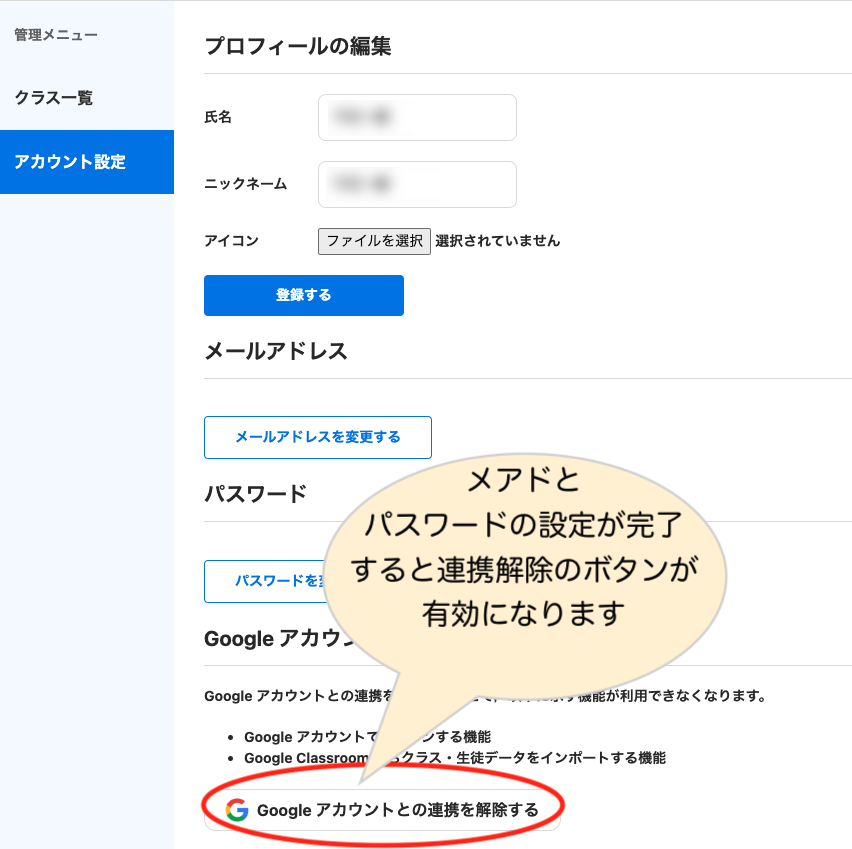 管理メニュー
クラス一覧
アカウント設定
プロフィールの編集
氏名
ニックネーム
アイコン ファイルを選択 選択されていません
登録する
メールアドレス
メールアドレスを変更する
メアドと
パスワードの設定が完了
すると連携解除のボタンが
有効になります
パスワード
パスワードを
Google アカウン
Google アカウントとの連携を 機能が利用できなくなります。
• Google アカウントで ンする機能
• Google Classroom らクラス・生徒データをインポートする機能
Google アカウントとの連携を解除する